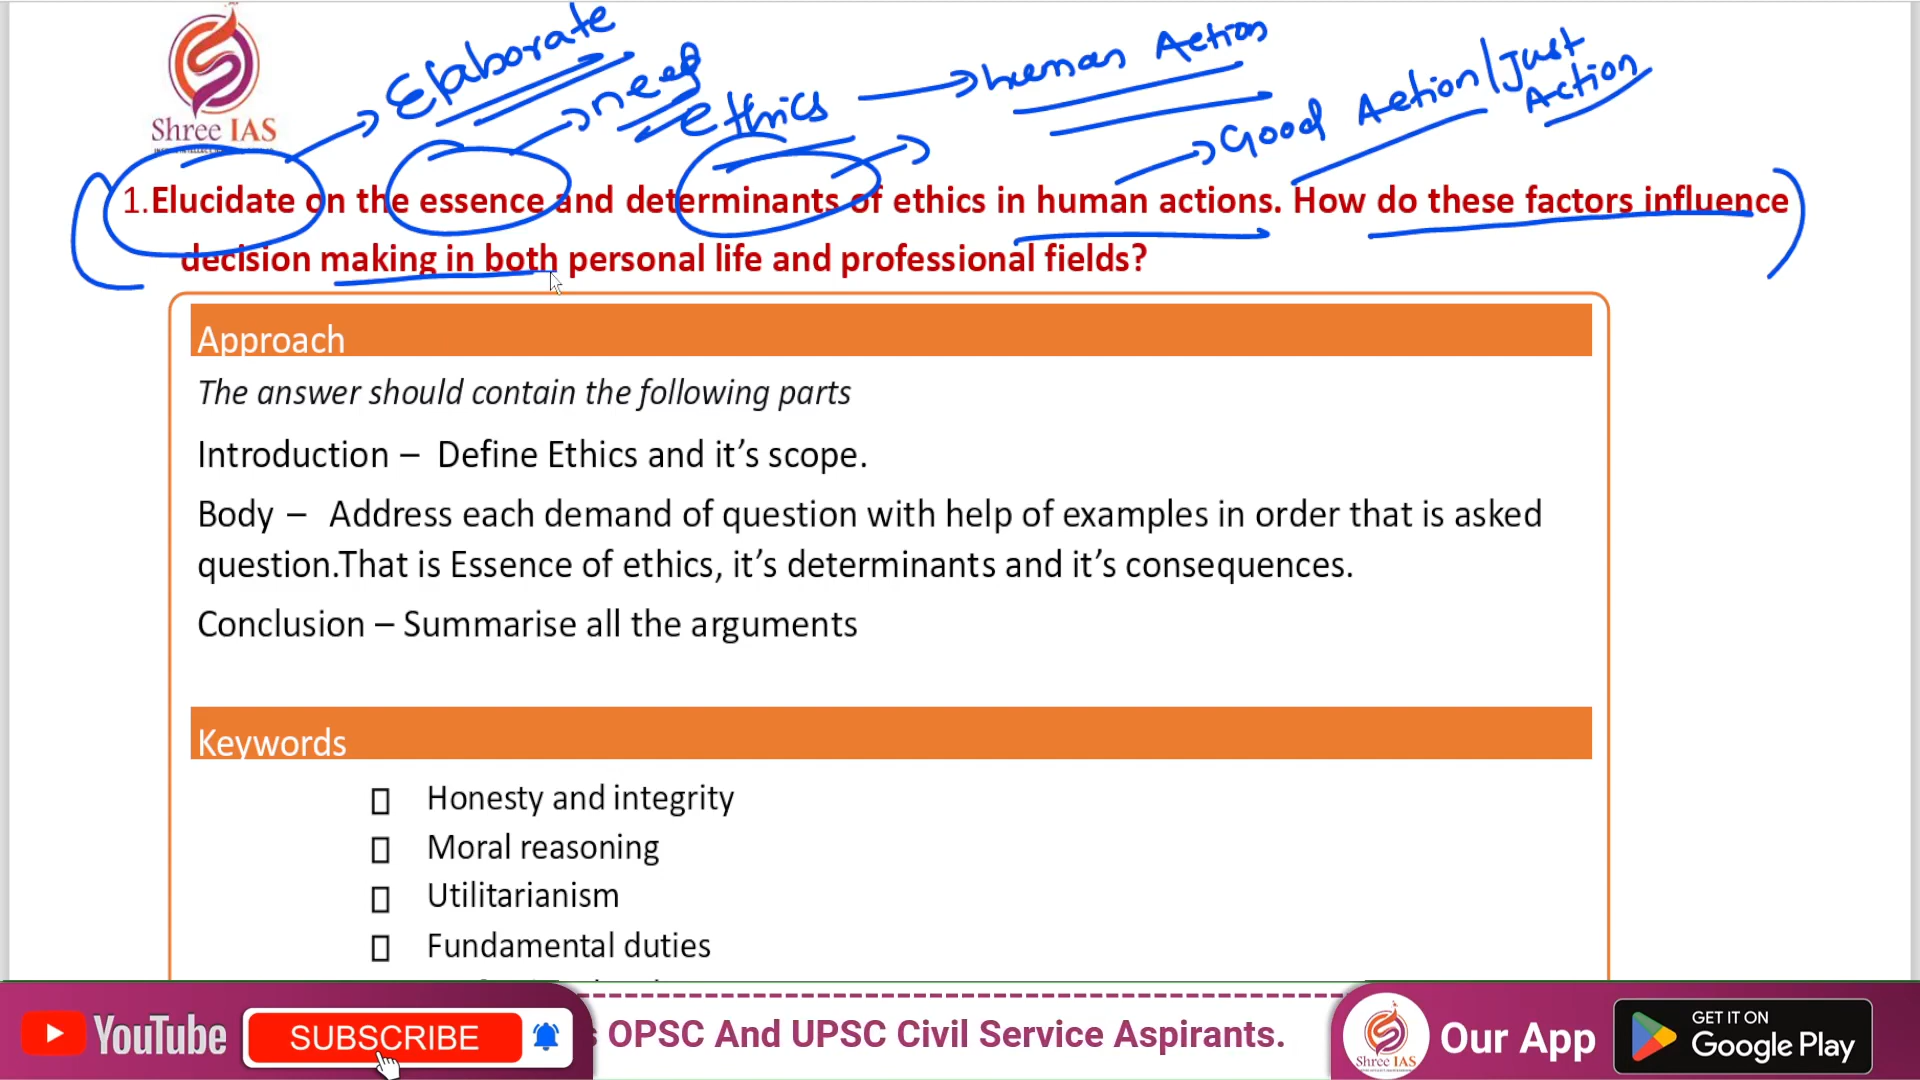 Shree IAS
Elaborate
need
ethics
human Action
Good Action/Just
Action
1.Elucidate on the essence and determinants of ethics in human actions. How do these factors influence
decision making in both personal life and professional fields?
Approach
The answer should contain the following parts
Introduction – Define Ethics and it’s scope.
Body – Address each demand of question with help of examples in order that is asked
question.That is Essence of ethics, it’s determinants and it’s consequences.
Conclusion – Summarise all the arguments
Keywords
Honesty and integrity
Moral reasoning
Utilitarianism
Fundamental duties
YouTube
SUBSCRIBE
s OPSC And UPSC Civil Service Aspirants.
Shree IAS
Our App
GET IT ON
Google Play